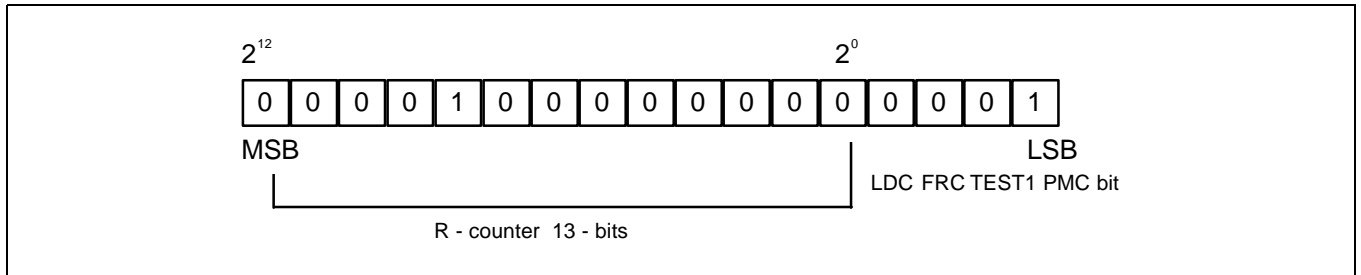 2^12 2^0
0 0 0 0 1 0 0 0 0 0 0 0 0 0 0 0 1
MSB LSB
LDC FRC TEST1 PMC bit
R - counter 13 - bits